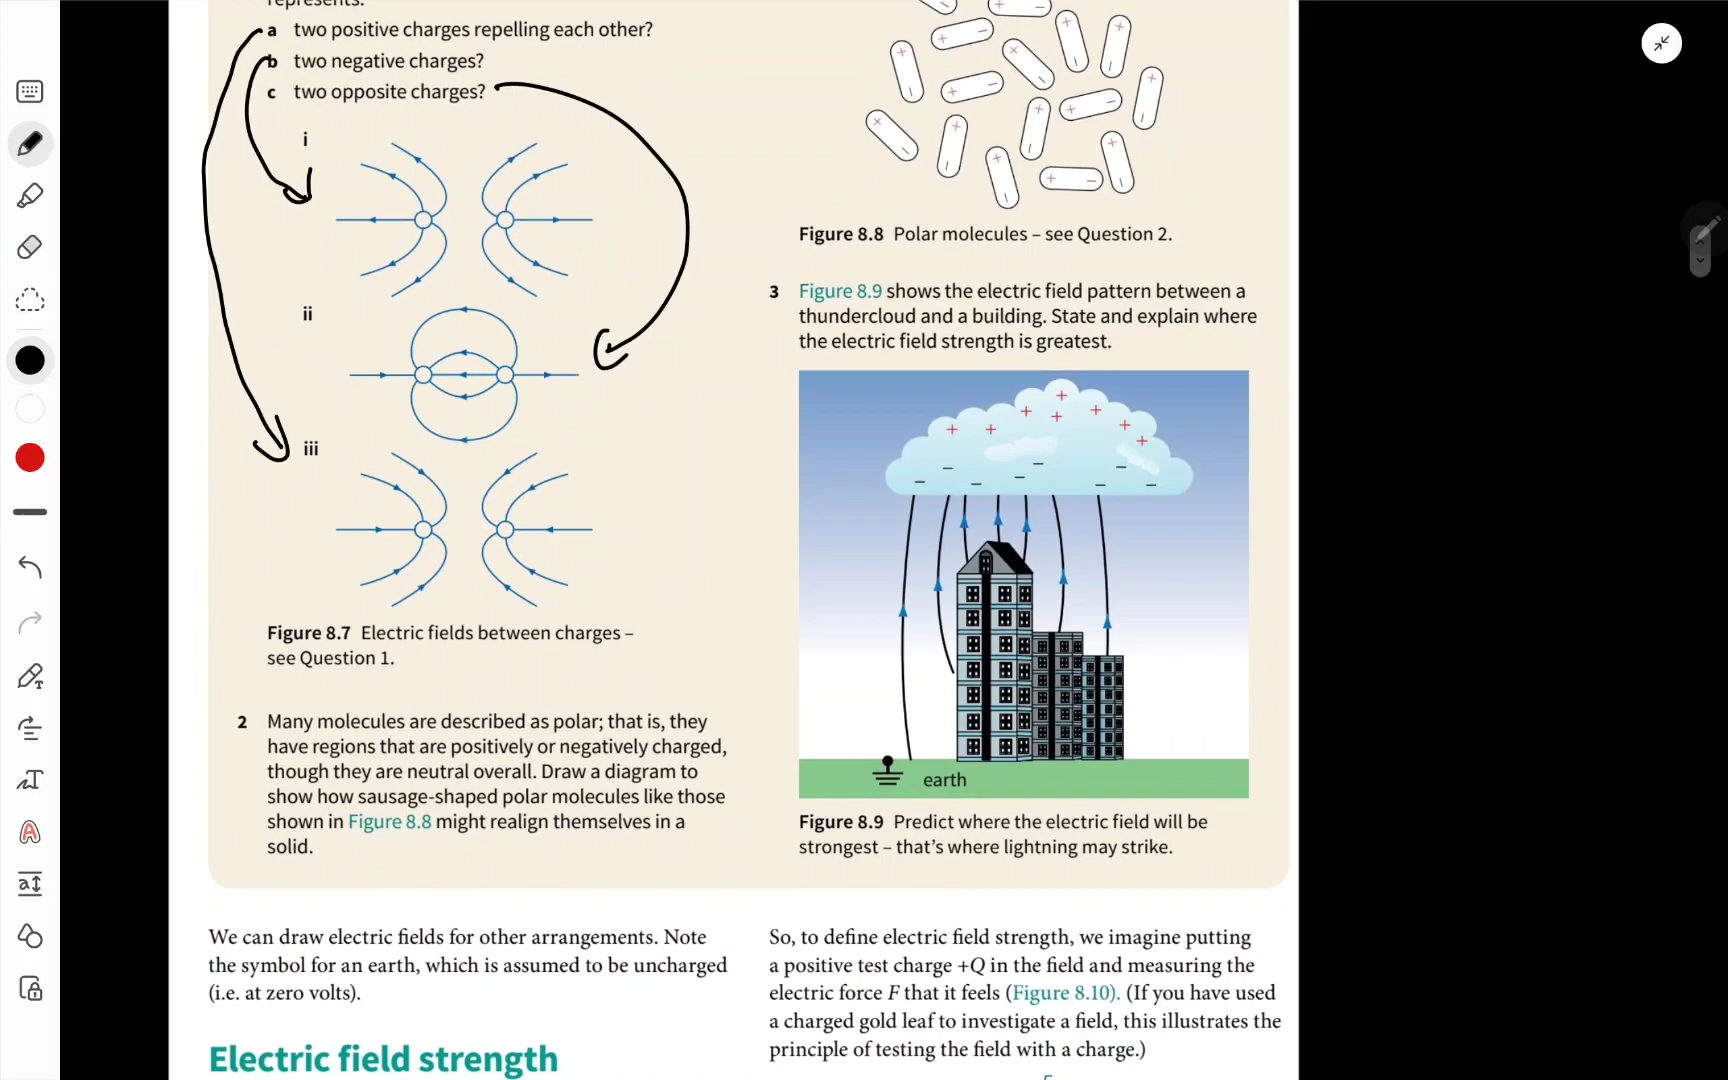 represents:
a two positive charges repelling each other?
b two negative charges?
c two opposite charges?
i
ii
iii
Figure 8.7 Electric fields between charges –
see Question 1.
2 Many molecules are described as polar; that is, they
have regions that are positively or negatively charged,
though they are neutral overall. Draw a diagram to
show how sausage-shaped polar molecules like those
shown in Figure 8.8 might realign themselves in a
solid.
Figure 8.8 Polar molecules – see Question 2.
3 Figure 8.9 shows the electric field pattern between a
thundercloud and a building. State and explain where
the electric field strength is greatest.
earth
Figure 8.9 Predict where the electric field will be
strongest – that’s where lightning may strike.
We can draw electric fields for other arrangements. Note
the symbol for an earth, which is assumed to be uncharged
(i.e. at zero volts).
Electric field strength
So, to define electric field strength, we imagine putting
a positive test charge +Q in the field and measuring the
electric force F that it feels (Figure 8.10). (If you have used
a charged gold leaf to investigate a field, this illustrates the
principle of testing the field with a charge.)